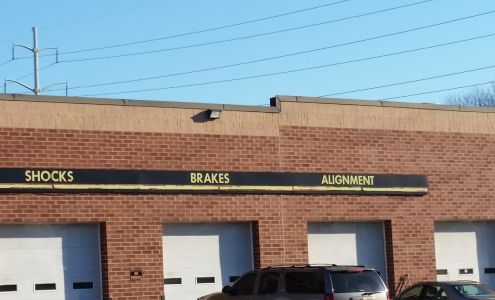 SHOCKS BRAKES ALIGNMENT